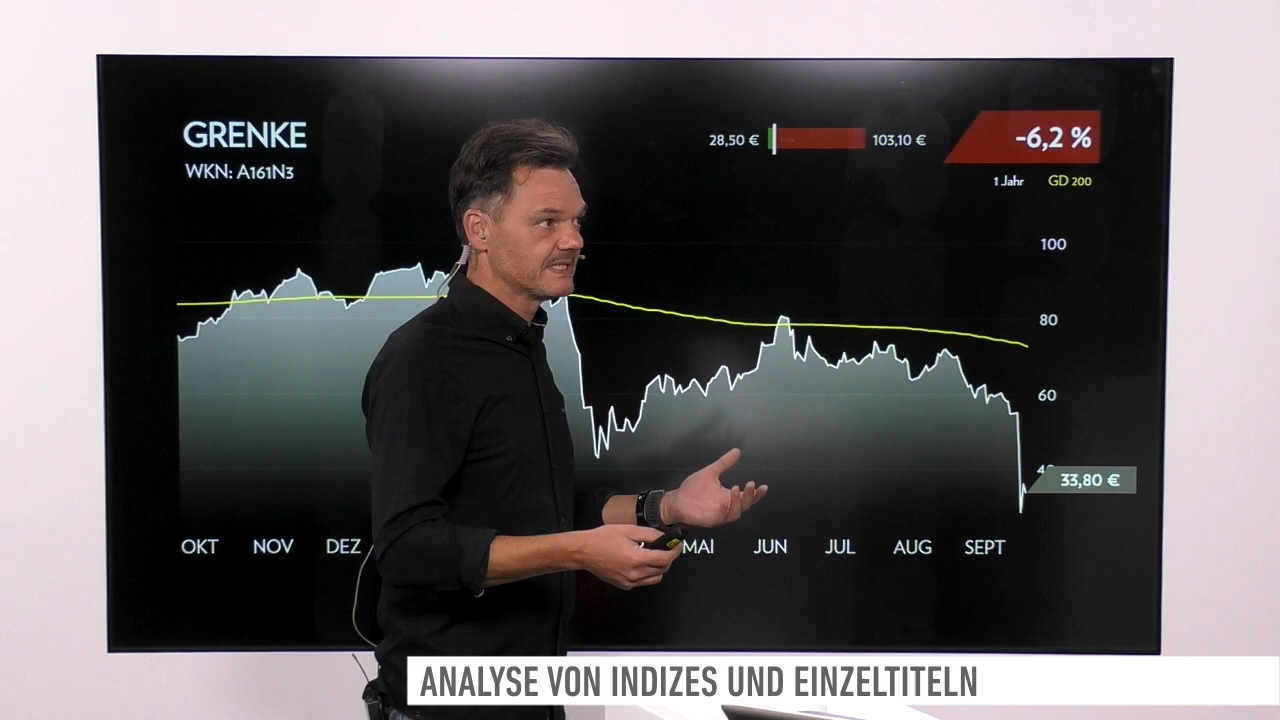 GRENKE
WKN: A161N3
28,50 €
103,10 €
-6,2 %
1 Jahr
GD 200
100
80
60
33,80 €
OKT NOV DEZ MAI JUN JUL AUG SEPT
ANALYSE VON INDIZES UND EINZELTITELN